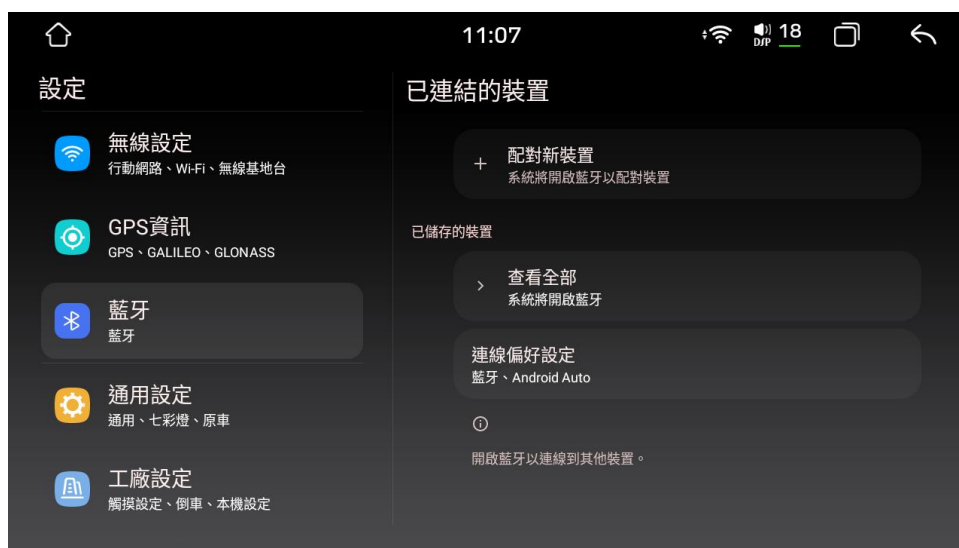 11:07
DSP
18
設定
無線設定
行動網路、Wi-Fi、無線基地台
GPS資訊
GPS、GALILEO、GLONASS
藍牙
藍牙
通用設定
通用、七彩燈、原車
工廠設定
觸摸設定、倒車、本機設定
已連結的裝置
配對新裝置
系統將開啟藍牙以配對裝置
已儲存的裝置
查看全部
系統將開啟藍牙
連線偏好設定
藍牙、Android Auto
開啟藍牙以連線到其他裝置。